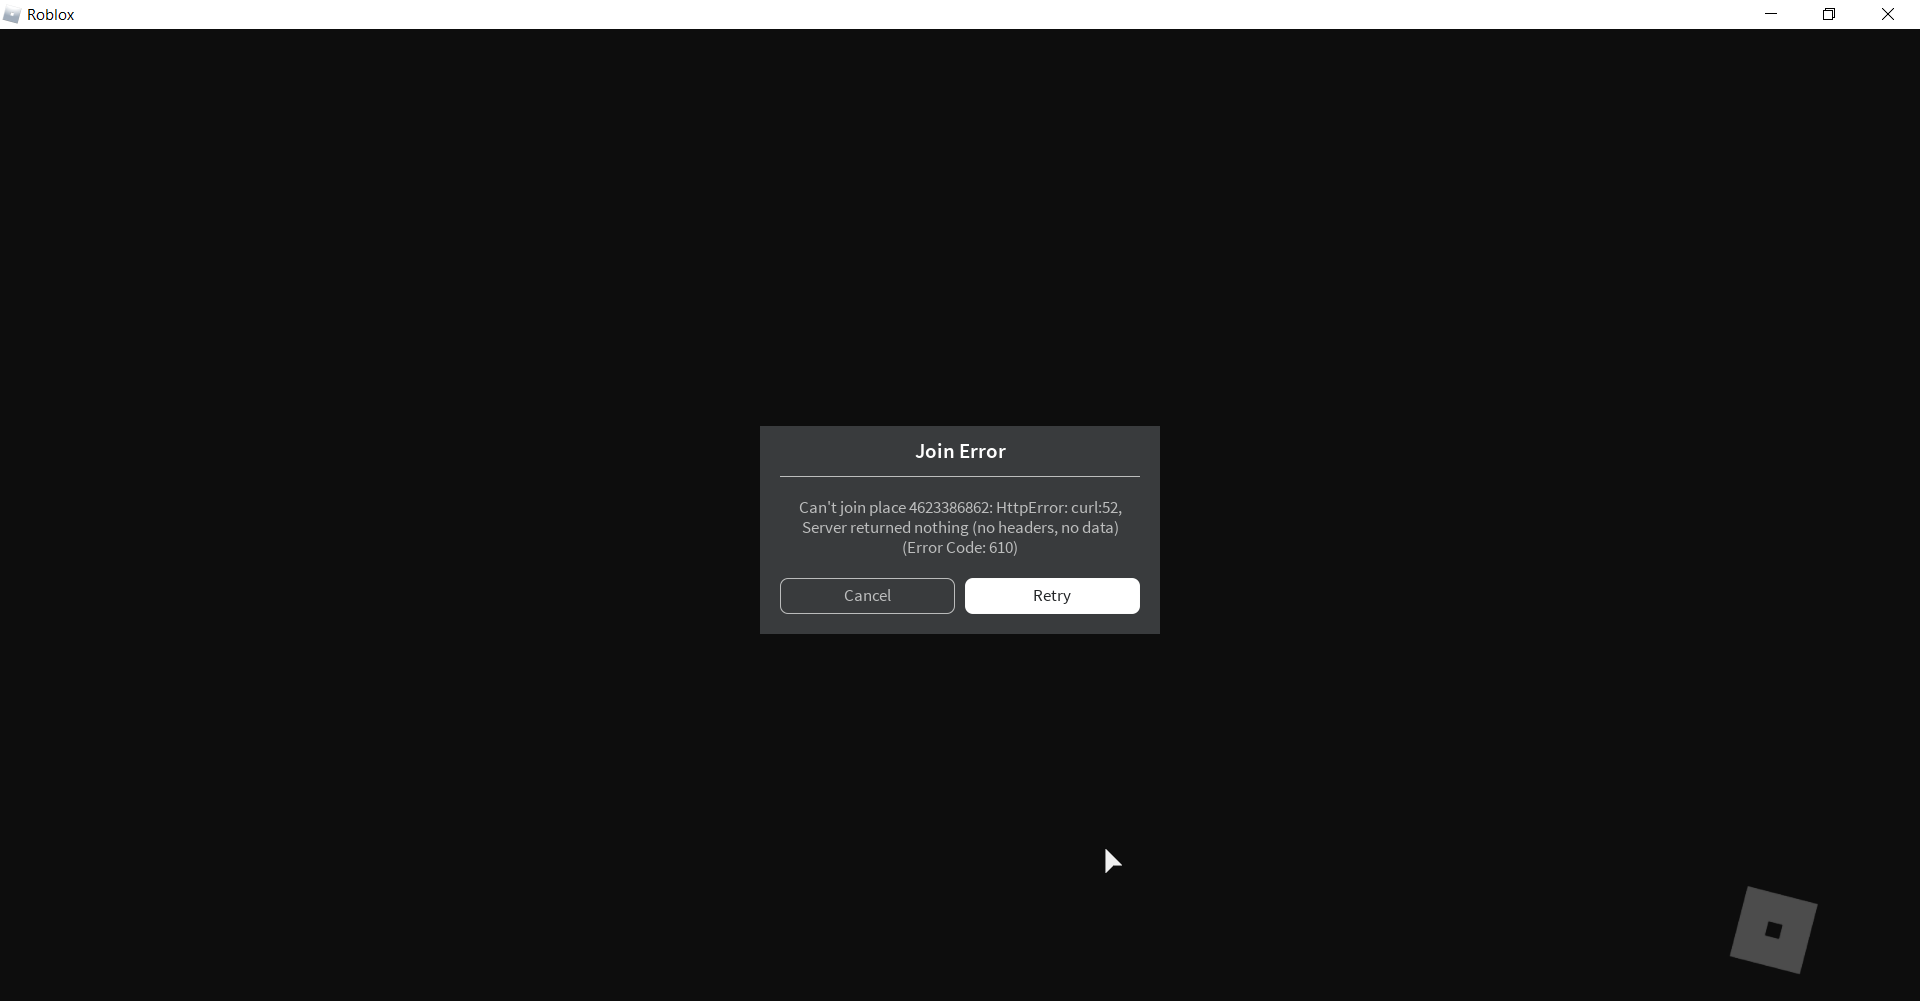 Roblox
Join Error
Can't join place 4623386862: HttpError: curl:52,
Server returned nothing (no headers, no data)
(Error Code: 610)
Cancel
Retry